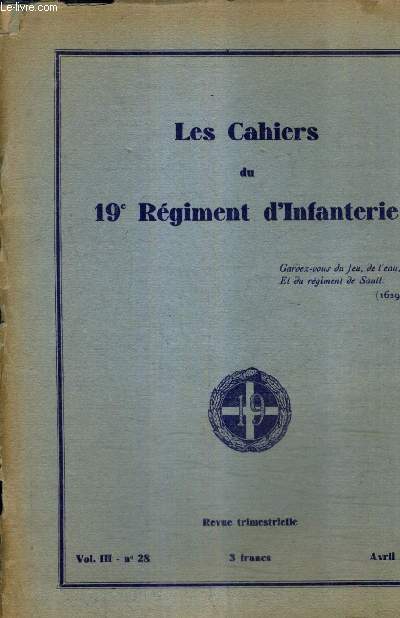 Le-livre.com
Les Cahiers
du
19e Régiment d'Infanterie
Gardez-vous du feu, de l'eau,
Et du régiment de Sault.
(1629
19
Revue trimestrielle
Vol. III - n° 28 3 francs Avril